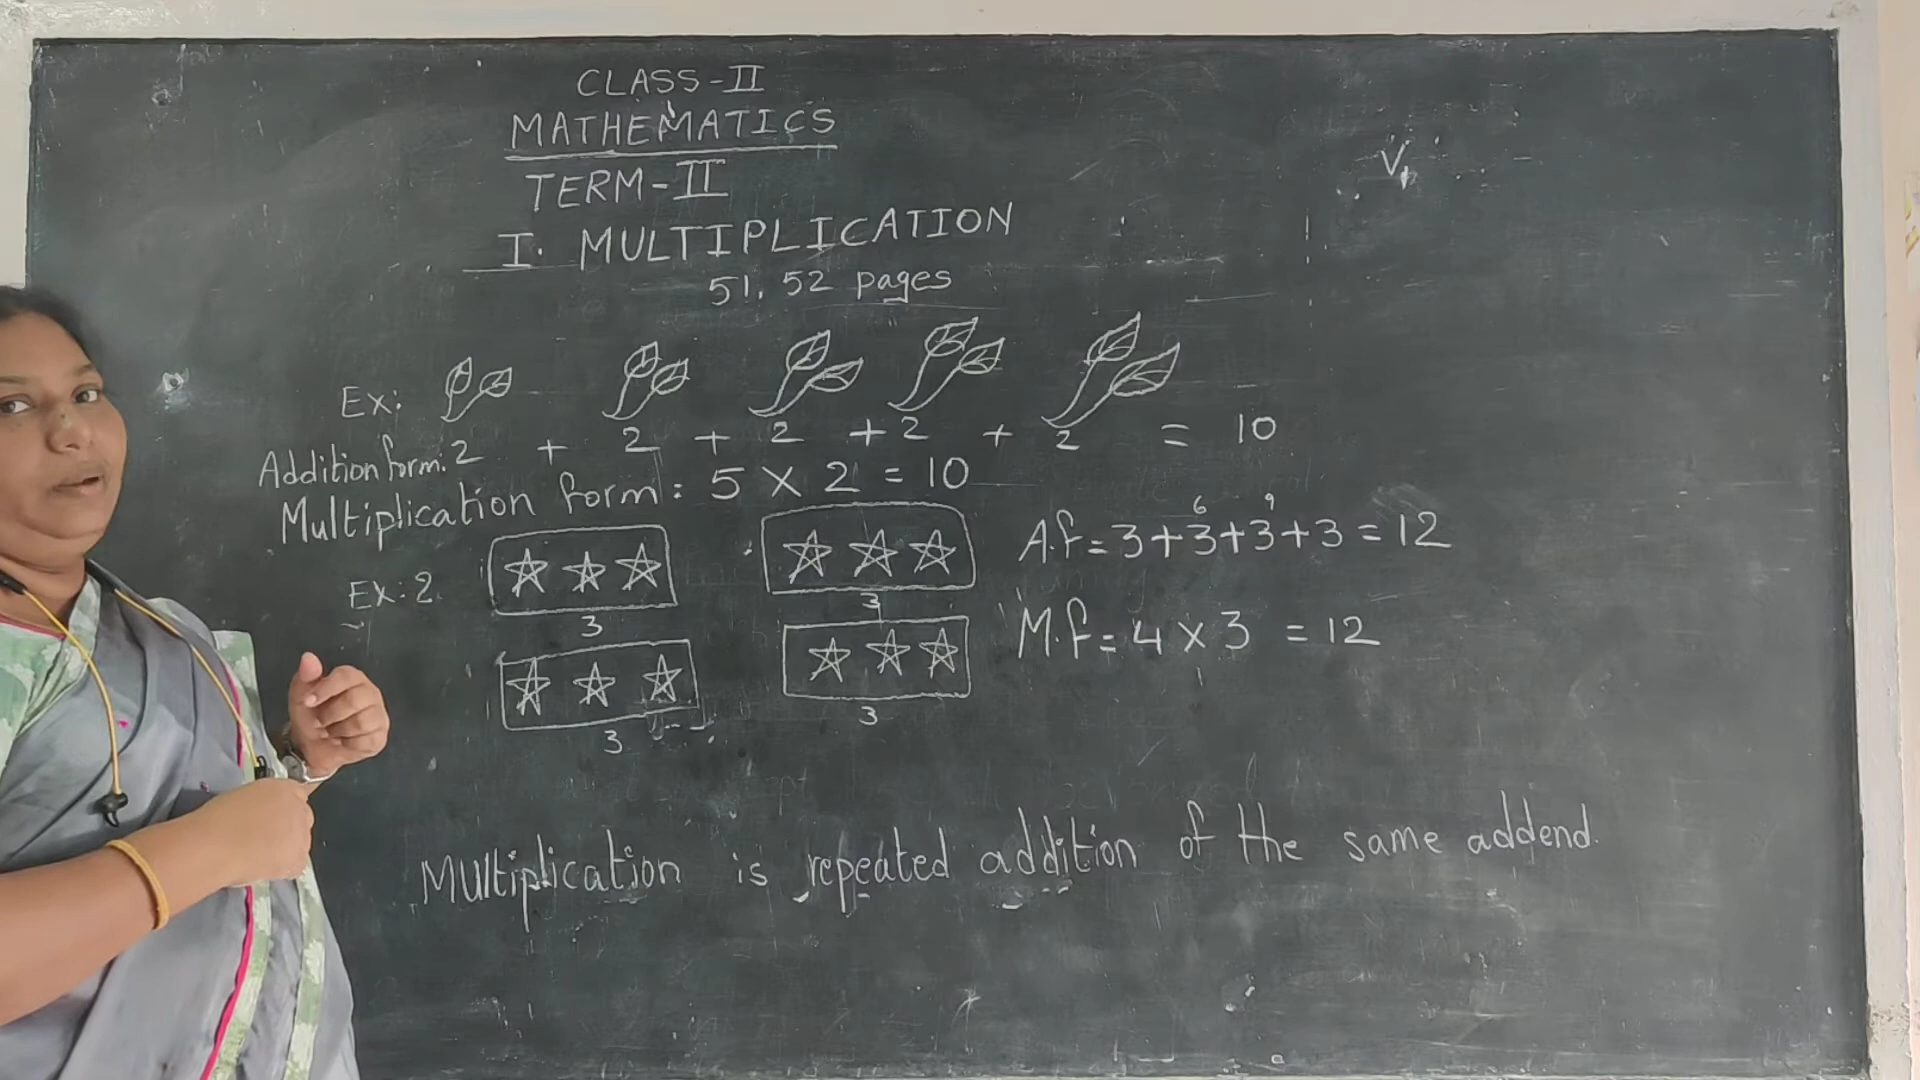 CLASS-II
MATHEMATICS
TERM-II
I. MULTIPLICATION
51, 52 pages
Ex:
Addition form: 2 + 2 + 2 + 2 + 2 = 10
Multiplication form: 5 X 2 = 10
Ex: 2
3
3
3
3
6 9
A.f = 3+3+3+3 = 12
M.f = 4 x 3 = 12
Multiplication is repeated addition of the same addend.